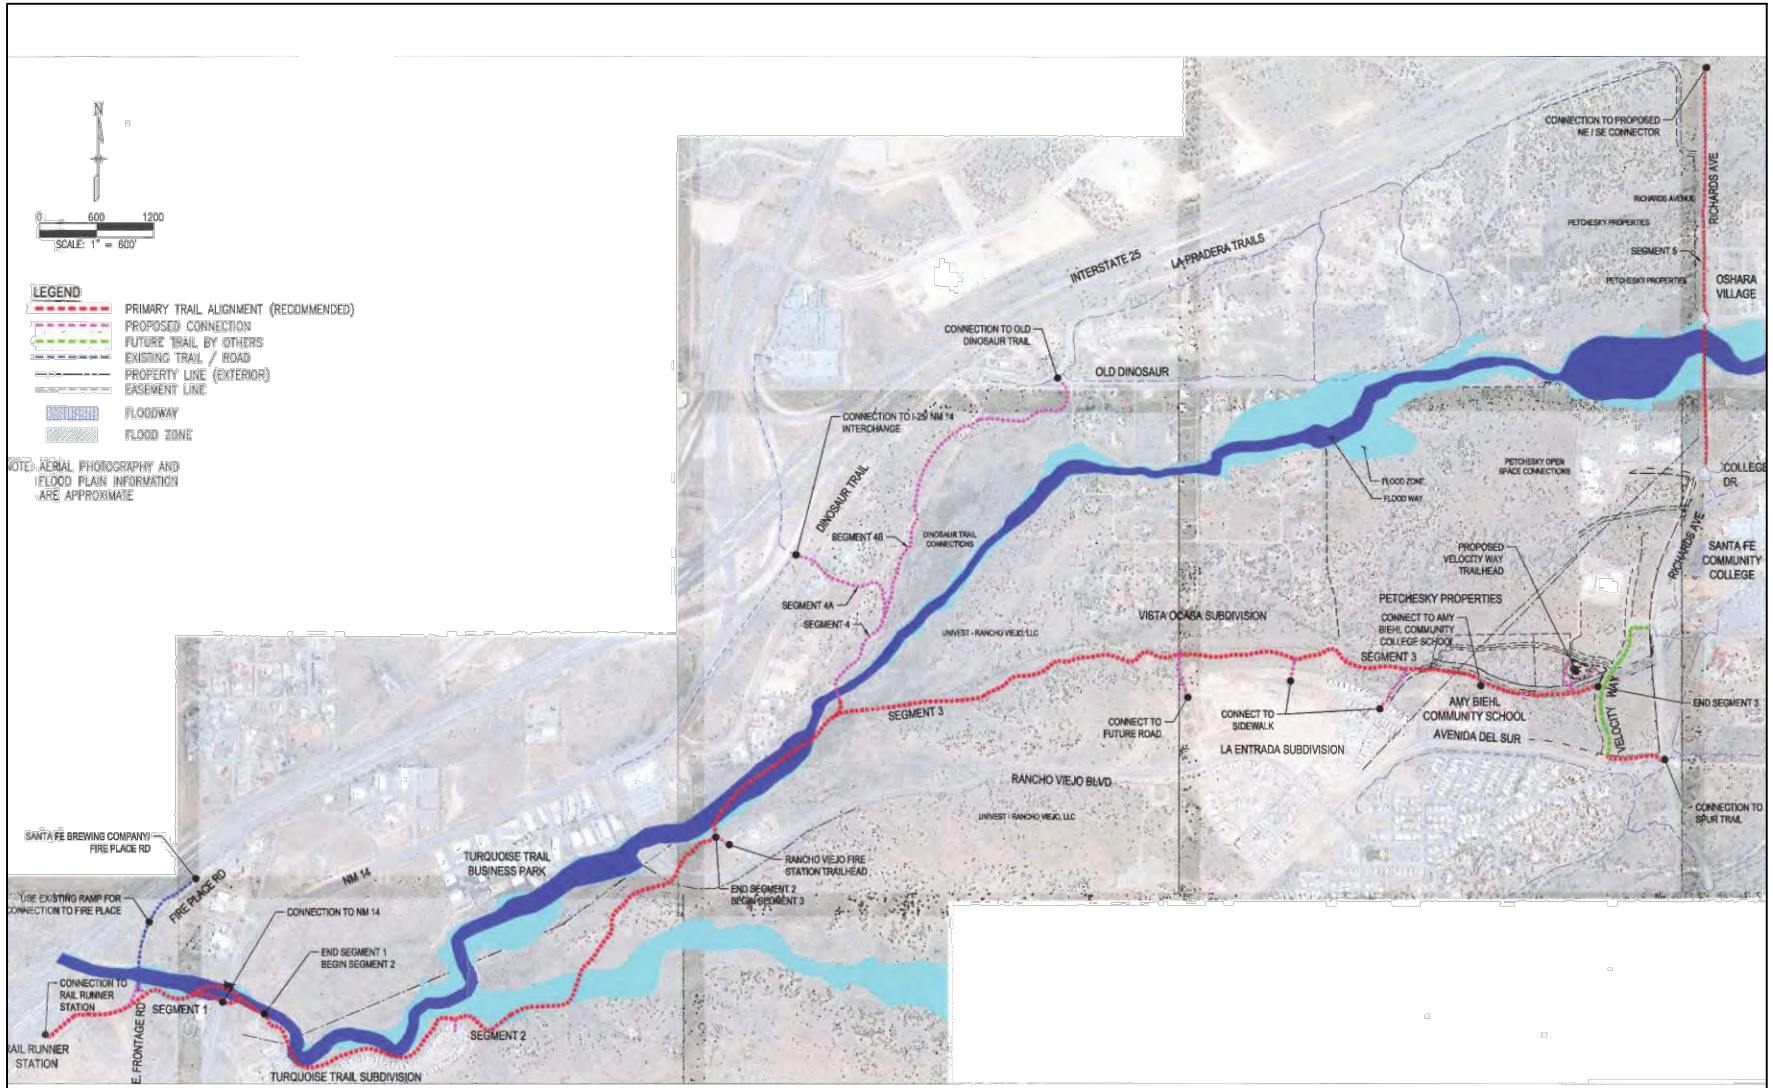 N
0 600 1200
SCALE: 1" = 600'
LEGEND
PRIMARY TRAIL ALIGNMENT (RECOMMENDED)
PROPOSED CONNECTION
FUTURE TRAIL BY OTHERS
EXISTING TRAIL / ROAD
PROPERTY LINE (EXTERIOR)
EASEMENT LINE
FLOODWAY
FLOOD ZONE
NOTE: AERIAL PHOTOGRAPHY AND
FLOOD PLAIN INFORMATION
ARE APPROXIMATE
CONNECTION TO PROPOSED
NE / SE CONNECTOR
RICHARDS AVE
RICHARDS AVENUE
PETCHESKY PROPERTIES
SEGMENT 5
PETCHESKY PROPERTIES
OSHARA
VILLAGE
INTERSTATE 25
LA PRADERA TRAILS
CONNECTION TO OLD
DINOSAUR TRAIL
OLD DINOSAUR
CONNECTION TO I-25/ NM 14
INTERCHANGE
DINOSAUR TRAIL
SEGMENT 4B
DINOSAUR TRAIL
CONNECTIONS
SEGMENT 4A
SEGMENT 4
PETCHESKY OPEN
SPACE CONNECTIONS
FLOOD ZONE
FLOOD WAY
COLLEGE
DR
RICHARDS AVE
SANTA FE
COMMUNITY
COLLEGE
PROPOSED
VELOCITY WAY
TRAILHEAD
PETCHESKY PROPERTIES
CONNECT TO AMY
BIEHL COMMUNITY
COLLEGE SCHOOL
VISTA OCASA SUBDIVISION
UNIVEST - RANCHO VIEJO, LLC
SEGMENT 3
SEGMENT 3
CONNECT TO
FUTURE ROAD
CONNECT TO
SIDEWALK
AMY BIEHL
COMMUNITY SCHOOL
VELOCITY WAY
END SEGMENT 3
AVENIDA DEL SUR
LA ENTRADA SUBDIVISION
RANCHO VIEJO BLVD
UNIVEST - RANCHO VIEJO, LLC
CONNECTION TO
SPUR TRAIL
SANTA FE BREWING COMPANY/
FIRE PLACE RD
TURQUOISE TRAIL
BUSINESS PARK
RANCHO VIEJO FIRE
STATION TRAILHEAD
END SEGMENT 2
BEGIN SEGMENT 3
NM 14
FIRE PLACE RD
USE EXISTING RAMP FOR
CONNECTION TO FIRE PLACE
CONNECTION TO NM 14
END SEGMENT 1
BEGIN SEGMENT 2
CONNECTION TO
RAIL RUNNER
STATION
SEGMENT 1
SEGMENT 2
E. FRONTAGE RD
RAIL RUNNER
STATION
TURQUOISE TRAIL SUBDIVISION